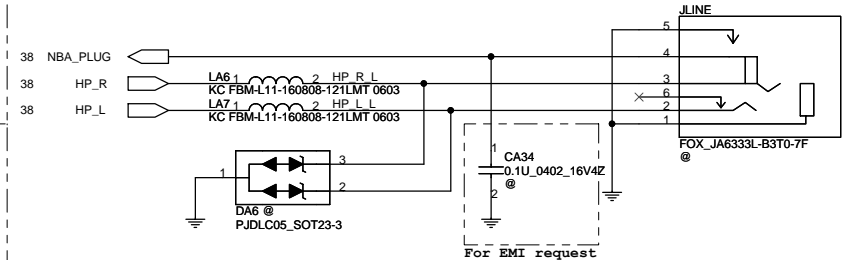 JLINE
5
38 NBA_PLUG
4
38 HP_R
LA6 1 2 HP_R_L
3
KC FBM-L11-160808-121LMT 0603
6
38 HP_L
LA7 1 2 HP_L_L
2
KC FBM-L11-160808-121LMT 0603
1
FOX_JA6333L-B3T0-7F
@
1
3
2
DA6 @
PJDLC05_SOT23-3
1
CA34
0.1U_0402_16V4Z
@
2
For EMI request